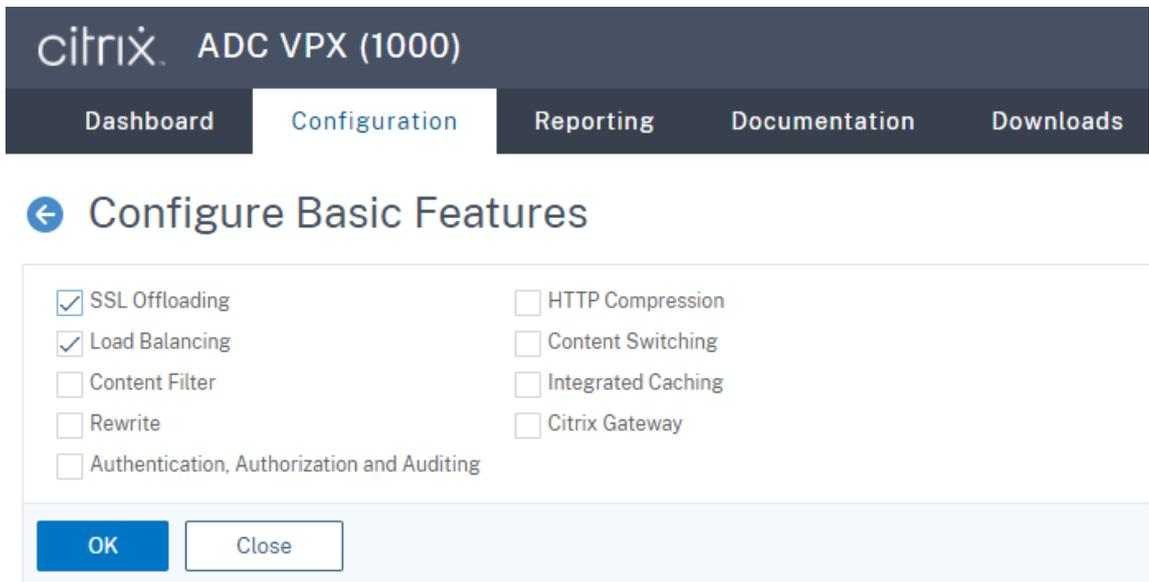 citrix. ADC VPX (1000)
Dashboard Configuration Reporting Documentation Downloads
Configure Basic Features
SSL Offloading HTTP Compression
Load Balancing Content Switching
Content Filter Integrated Caching
Rewrite Citrix Gateway
Authentication, Authorization and Auditing
OK Close